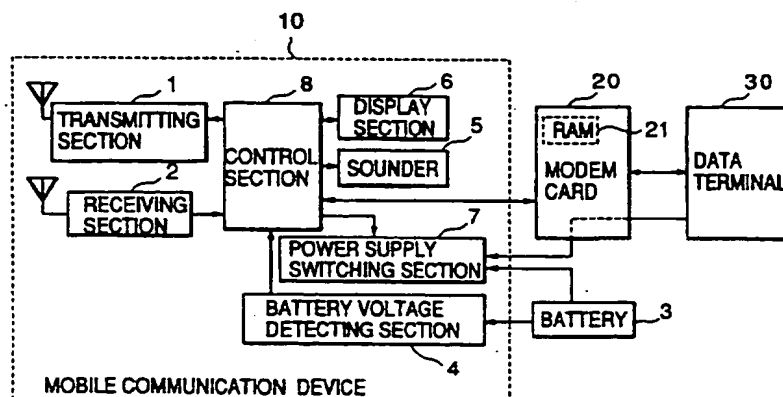 10
1
TRANSMITTING
SECTION
2
RECEIVING
SECTION
8
CONTROL
SECTION
6
DISPLAY
SECTION
5
SOUNDER
7
POWER SUPPLY
SWITCHING SECTION
BATTERY VOLTAGE
DETECTING SECTION
4
MOBILE COMMUNICATION DEVICE
20
RAM
21
MODEM
CARD
30
DATA
TERMINAL
BATTERY
3